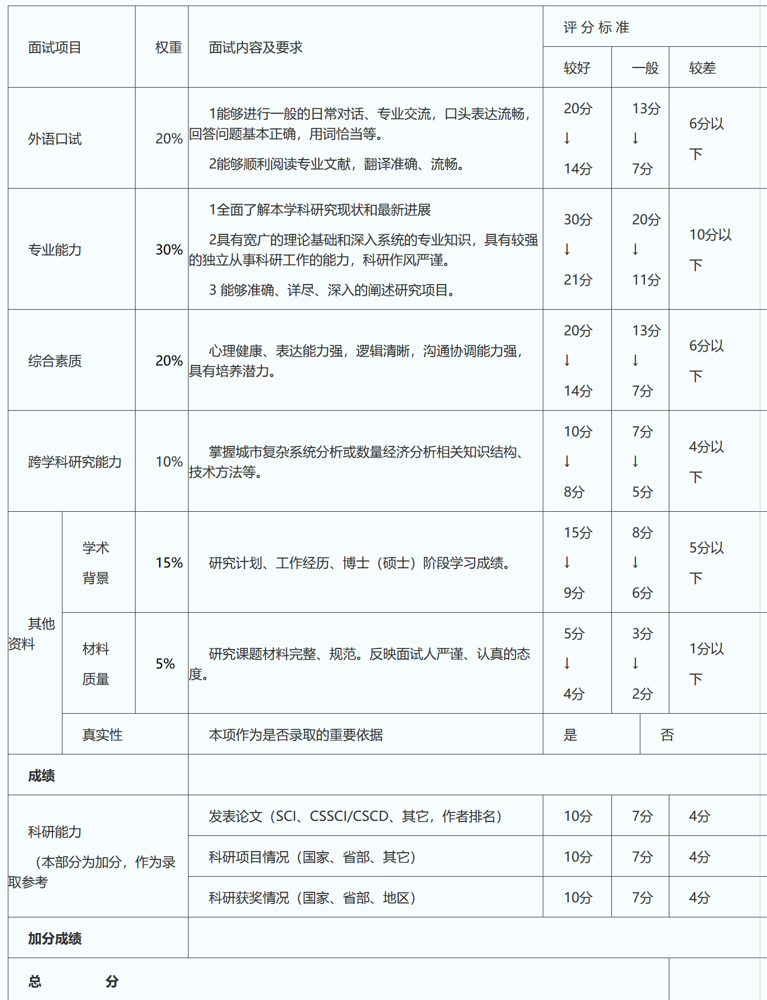 面试项目
权重
面试内容及要求
评 分 标 准
较好
一般
较差
外语口试
20%
1能够进行一般的日常对话、专业交流，口头表达流畅，
回答问题基本正确，用词恰当等。
2能够顺利阅读专业文献，翻译准确、流畅。
20分
↓
14分
13分
↓
7分
6分以
下
专业能力
30%
1全面了解本学科研究现状和最新进展
2具有宽广的理论基础和深入系统的专业知识，具有较强
的独立从事科研工作的能力，科研作风严谨。
3 能够准确、详尽、深入的阐述研究项目。
30分
↓
21分
20分
↓
11分
10分以
下
综合素质
20%
心理健康、表达能力强，逻辑清晰，沟通协调能力强，
具有培养潜力。
20分
↓
14分
13分
↓
7分
6分以
下
跨学科研究能力
10%
掌握城市复杂系统分析或数量经济分析相关知识结构、
技术方法等。
10分
↓
8分
7分
↓
5分
4分以
下
其他
资料
学术
背景
15%
研究计划、工作经历、博士（硕士）阶段学习成绩。
15分
↓
9分
8分
↓
6分
5分以
下
材料
质量
5%
研究课题材料完整、规范。反映面试人严谨、认真的态
度。
5分
↓
4分
3分
↓
2分
1分以
下
真实性
本项作为是否录取的重要依据
是
否
成绩
科研能力
（本部分为加分，作为录
取参考
发表论文（SCI、CSSCI/CSCD、其它，作者排名）
10分
7分
4分
科研项目情况（国家、省部、其它）
10分
7分
4分
科研获奖情况（国家、省部、地区）
10分
7分
4分
加分成绩
总 分